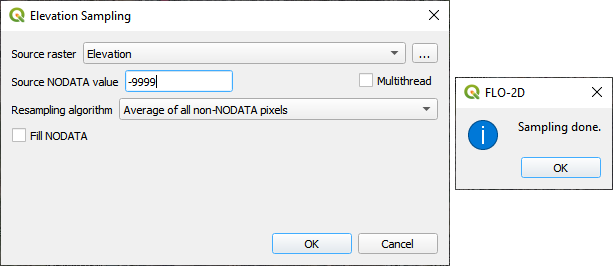 Elevation Sampling
Source raster Elevation ...
Source NODATA value -9999 Multithread
Resampling algorithm Average of all non-NODATA pixels
Fill NODATA
OK Cancel
FLO-2D
Sampling done.
OK